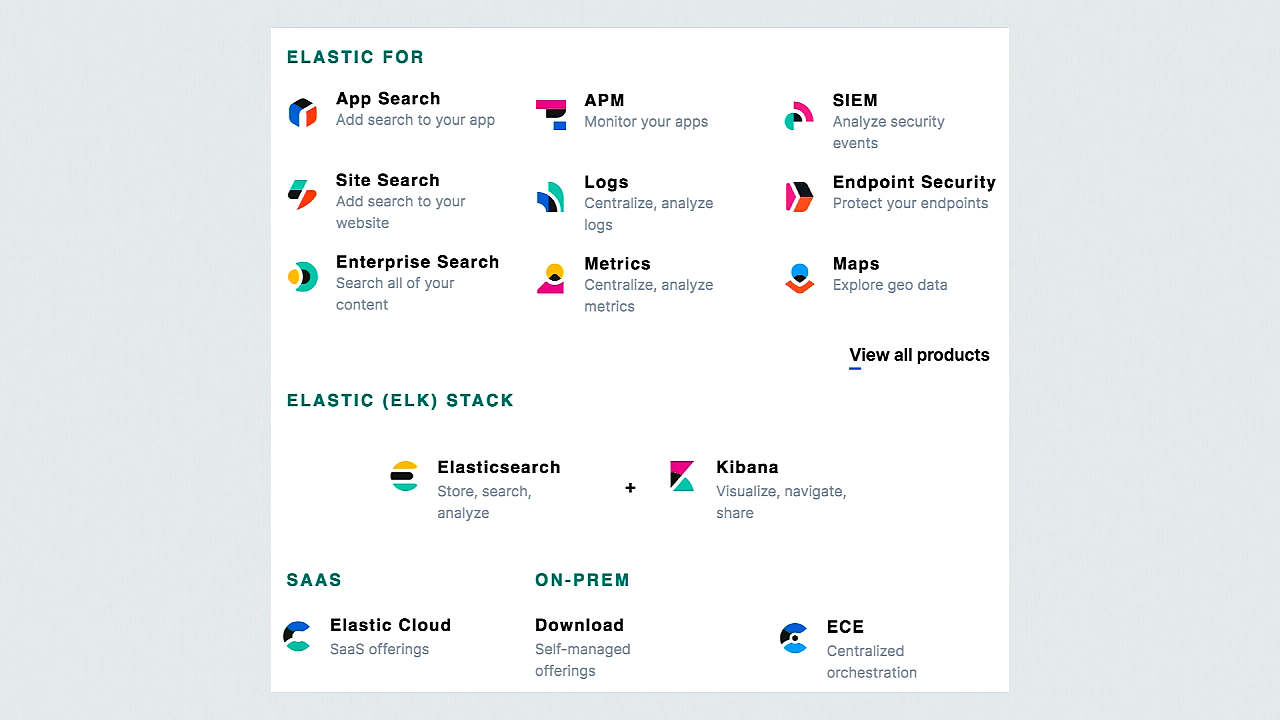 ELASTIC FOR
App Search
Add search to your app
APM
Monitor your apps
SIEM
Analyze security
events
Site Search
Add search to your
website
Logs
Centralize, analyze
logs
Endpoint Security
Protect your endpoints
Enterprise Search
Search all of your
content
Metrics
Centralize, analyze
metrics
Maps
Explore geo data
View all products
ELASTIC (ELK) STACK
Elasticsearch
Store, search,
analyze
+
Kibana
Visualize, navigate,
share
SAAS
Elastic Cloud
SaaS offerings
ON-PREM
Download
Self-managed
offerings
ECE
Centralized
orchestration